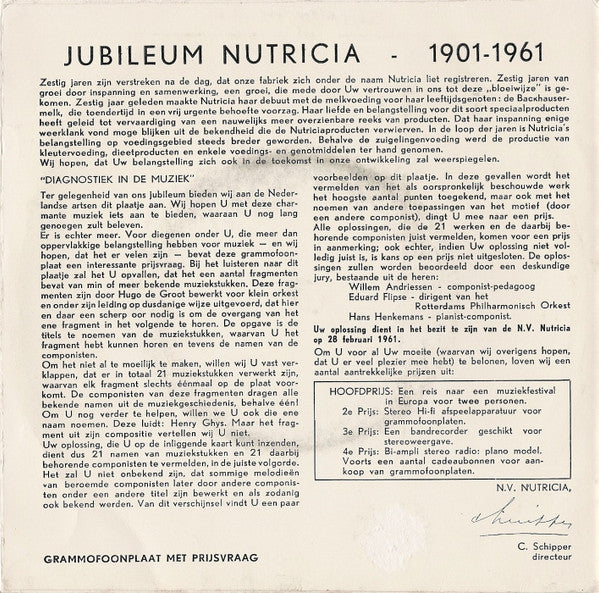 JUBILEUM NUTRICIA - 1901-1961
Zestig jaren zijn verstreken na de dag, dat onze fabriek zich onder de naam Nutricia liet registreren. Zestig jaren van
groei door inspanning en samenwerking, een groei, die mede door Uw vertrouwen in ons tot deze „bloeiwijze" is ge-
komen. Zestig jaar geleden maakte Nutricia haar debuut met de melkvoeding voor haar leeftijdsgenoten: de Backhauser-
melk, die toendertijd in een vrij urgente behoefte voorzag. Haar liefde en belangstelling voor dit soort speciaalproducten
heeft geleid tot vervaardiging van een nauwelijks meer overzienbare reeks van producten. Dat haar inspanning enige
weerklank vond moge blijken uit de bekendheid die de Nutriciaproducten verwierven. In de loop der jaren is Nutricia's
belangstelling op voedingsgebied steeds breder geworden. Behalve de zuigelingenvoeding werd de productie van
kleutervoeding, dieetproducten en enkele voedings- en genotmiddelen ter hand genomen.
Wij hopen, dat Uw belangstelling zich ook in de toekomst in onze ontwikkeling zal weerspiegelen.
"DIAGNOSTIEK IN DE MUZIEK"
Ter gelegenheid van ons jubileum bieden wij aan de Neder-
landse artsen dit plaatje aan. Wij hopen U met deze char-
mante muziek iets aan te bieden, waaraan U nog lang
genoegen zult beleven.
Er is echter meer. Voor diegenen onder U, die meer dan
oppervlakkige belangstelling hebben voor muziek — en wij
hopen, dat het er velen zijn — bevat deze grammofoon-
plaat een interessante prijsvraag. Bij het luisteren naar dit
plaatje zal het U opvallen, dat het een aantal fragmenten
bevat van min of meer bekende muziekstukken. Deze frag-
menten zijn door Hugo de Groot bewerkt voor klein orkest
en onder zijn leiding op dusdanige wijze uitgevoerd, dat hier
en daar een scherp oor nodig is om de overgang van het
ene fragment in het volgende te horen. De opgave is de
titels te noemen van de muziekstukken, waarvan U het
fragment hebt kunnen horen en tevens de namen van de
componisten.
Om het niet al te moeilijk te maken, willen wij U vast ver-
klappen, dat er in totaal 21 muziekstukken verwerkt zijn,
waarvan elk fragment slechts éénmaal op de plaat voor-
komt. De componisten van deze fragmenten dragen alle
bekende namen uit de muziekgeschiedenis, behalve één!
Om U nog verder te helpen, willen we U ook die ene
naam noemen. Deze luidt: Henry Ghys. Maar het frag-
ment uit zijn compositie vertellen wij U niet.
Uw oplossing, die U op de inliggende kaart kunt inzenden,
dient dus 21 namen van muziekstukken en 21 daarbij
behorende componisten te vermelden, in de juiste volgorde.
Het zal U niet onbekend zijn, dat sommige melodieën
van beroemde componisten later door andere componis-
ten onder een andere titel zijn bewerkt en als zodanig
ook bekend werden. Van dit verschijnsel vindt U een paar
voorbeelden op dit plaatje. In deze gevallen wordt het
vermelden van het als oorspronkelijk beschouwde werk
het hoogste aantal punten toegekend, maar ook met het
noemen van andere toepassingen van het motief (door
een andere componist), dingt U mee naar een prijs.
Alle oplossingen, die de 21 werken en de daarbij be-
horende componisten juist vermelden, komen voor een prijs
in aanmerking; ook echter, indien Uw oplossing niet vol-
ledig juist is, is kans op een prijs niet uitgesloten. De oplos-
singen zullen worden beoordeeld door een deskundige
jury, bestaande uit de heren:
Willem Andriessen - componist-pedagoog
Eduard Flipse - dirigent van het
Rotterdams Philharmonisch Orkest
Hans Henkemans - pianist-componist.
Uw oplossing dient in het bezit te zijn van de N.V. Nutricia
op 28 februari 1961.
Om U voor al Uw moeite (waarvan wij overigens hopen,
dat U er veel plezier mee hebt) te belonen, loven wij een
aantal aantrekkelijke prijzen uit:
HOOFDPRIJS: Een reis naar een muziekfestival
in Europa voor twee personen.
2e Prijs: Stereo Hi-fi afspeelapparatuur voor
grammofoonplaten.
3e Prijs: Een bandrecorder geschikt voor
stereoweergave.
4e Prijs: Bi-ampli stereo radio: piano model.
Voorts een aantal cadeaubonnen voor aan-
koop van grammofoonplaten.
N.V. NUTRICIA,
C. Schipper
directeur
GRAMMOFOONPLAAT MET PRIJSVRAAG